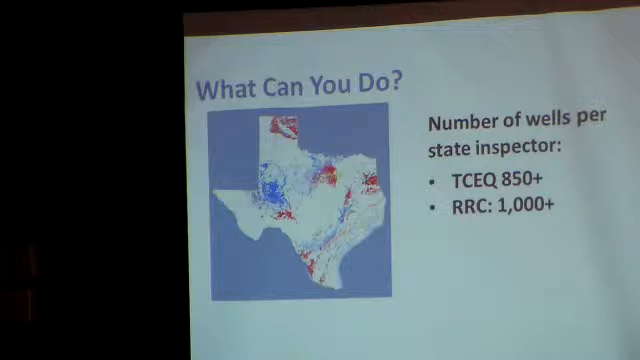 What Can You Do?
Number of wells per
state inspector:
• TCEQ 850+
• RRC: 1,000+